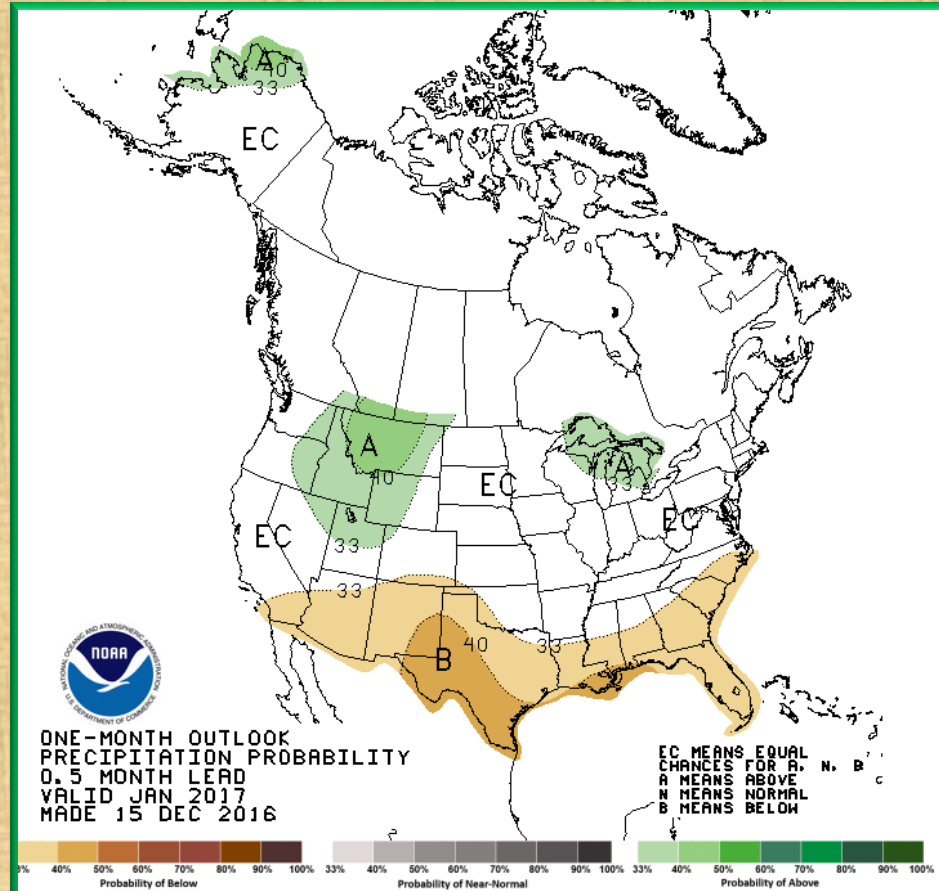 A
40
33
EC
A
40
EC
A
33
EC
EC
33
33
40
33
B
NATIONAL OCEANIC AND ATMOSPHERIC ADMINISTRATION
NOAA
U.S. DEPARTMENT OF COMMERCE
ONE-MONTH OUTLOOK
PRECIPITATION PROBABILITY
0.5 MONTH LEAD
VALID JAN 2017
MADE 15 DEC 2016
EC MEANS EQUAL
CHANCES FOR A, N, B
A MEANS ABOVE
N MEANS NORMAL
B MEANS BELOW
3% 40% 50% 60% 70% 80% 90% 100%
Probability of Below
33% 40% 50% 60% 70% 80% 90% 100%
Probability of Near-Normal
33% 40% 50% 60% 70% 80% 90% 100%
Probability of Above